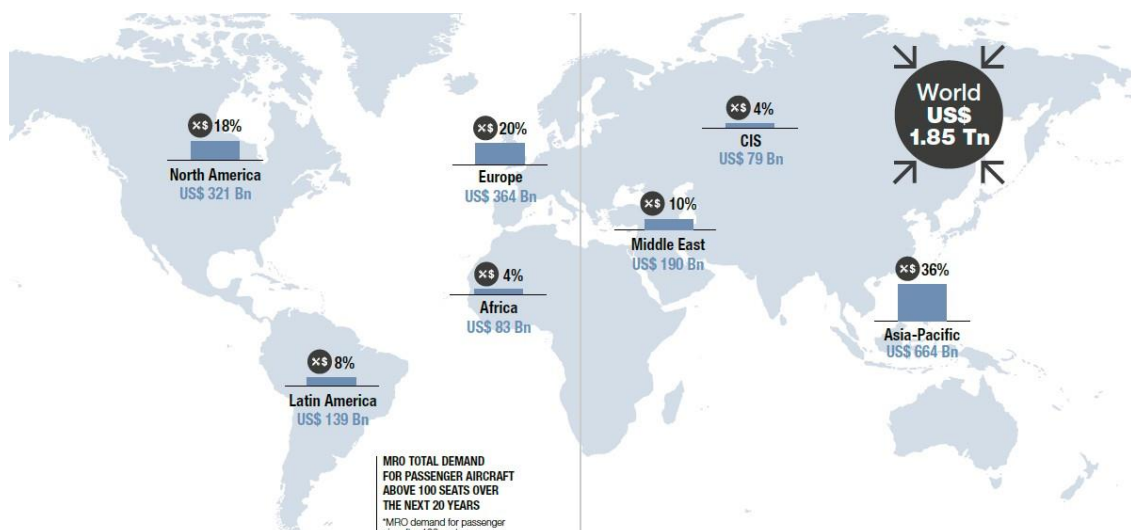 World
US$
1.85 Tn
18%
North America
US$ 321 Bn
20%
Europe
US$ 364 Bn
4%
CIS
US$ 79 Bn
10%
Middle East
US$ 190 Bn
4%
Africa
US$ 83 Bn
36%
Asia-Pacific
US$ 664 Bn
8%
Latin America
US$ 139 Bn
MRO TOTAL DEMAND
FOR PASSENGER AIRCRAFT
ABOVE 100 SEATS OVER
THE NEXT 20 YEARS
*MRO demand for passenger